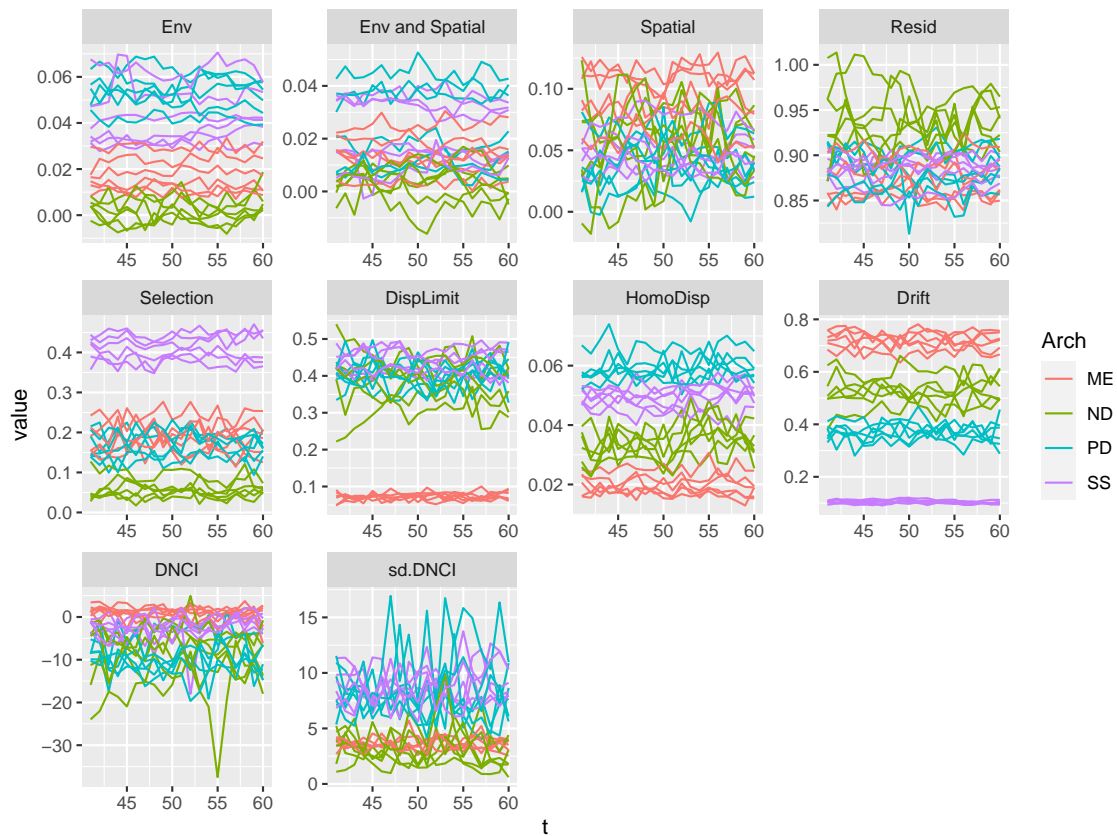 Env
Env and Spatial
Spatial
Resid
0.06
0.04
0.02
0.00
0.04
0.02
0.00
0.10
0.05
0.00
1.00
0.95
0.90
0.85
45 50 55 60
45 50 55 60
45 50 55 60
45 50 55 60
Selection
DispLimit
HomoDisp
Drift
0.4
0.3
0.2
0.1
0.0
0.5
0.4
0.3
0.2
0.1
0.06
0.04
0.02
0.8
0.6
0.4
0.2
45 50 55 60
45 50 55 60
45 50 55 60
45 50 55 60
DNCI
sd.DNCI
0
−10
−20
−30
15
10
5
0
45 50 55 60
45 50 55 60
value
t
Arch
ME
ND
PD
SS